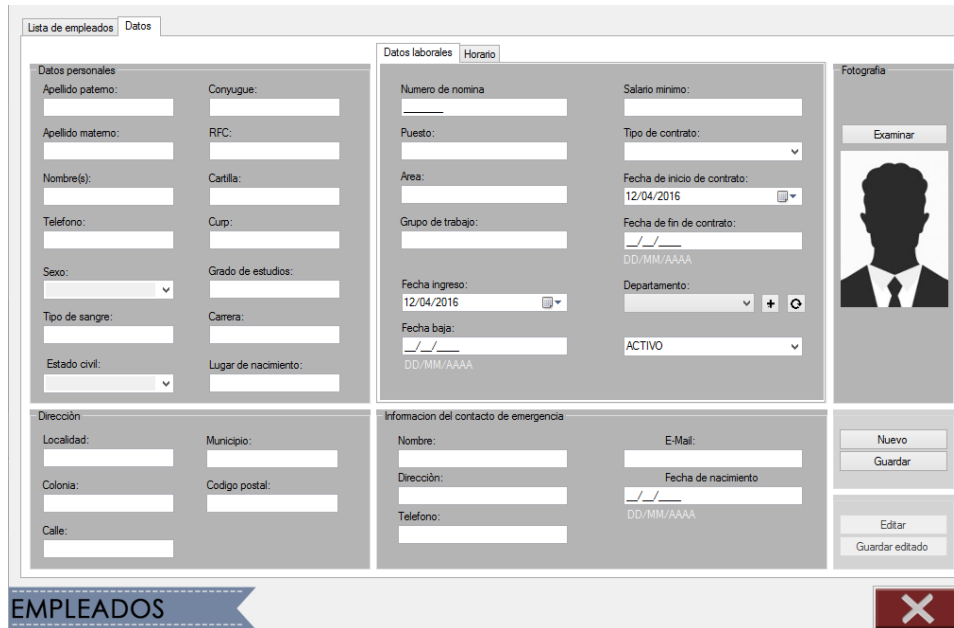 Lista de empleados
Datos
Datos personales
Apellido paterno:
Conyugue:
Apellido materno:
RFC:
Nombre(s):
Cartilla:
Telefono:
Curp:
Sexo:
Grado de estudios:
Tipo de sangre:
Carrera:
Estado civil:
Lugar de nacimiento:
Datos laborales
Horario
Numero de nomina
Salario minimo:
Puesto:
Tipo de contrato:
Area:
Fecha de inicio de contrato:
12/04/2016
Grupo de trabajo:
Fecha de fin de contrato:
__/__/____
DD/MM/AAAA
Fecha ingreso:
Departamento:
12/04/2016
+
Fecha baja:
__/__/____
ACTIVO
DD/MM/AAAA
Fotografia
Examinar
Dirección
Localidad:
Municipio:
Colonia:
Codigo postal:
Calle:
Informacion del contacto de emergencia
Nombre:
E-Mail:
Dirección:
Fecha de nacimiento
__/__/____
Telefono:
DD/MM/AAAA
Nuevo
Guardar
Editar
Guardar editado
EMPLEADOS